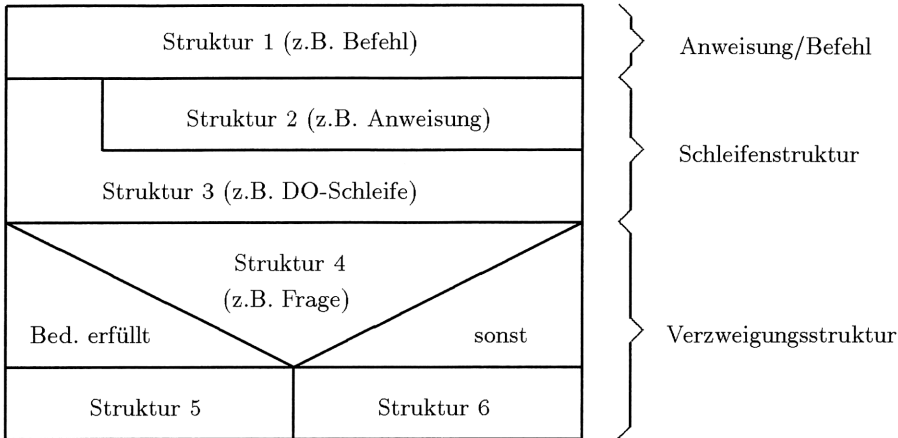 Struktur 1 (z.B. Befehl)
Anweisung/Befehl
Struktur 2 (z.B. Anweisung)
Schleifenstruktur
Struktur 3 (z.B. DO-Schleife)
Struktur 4
(z.B. Frage)
Bed. erfüllt
sonst
Verzweigungsstruktur
Struktur 5
Struktur 6